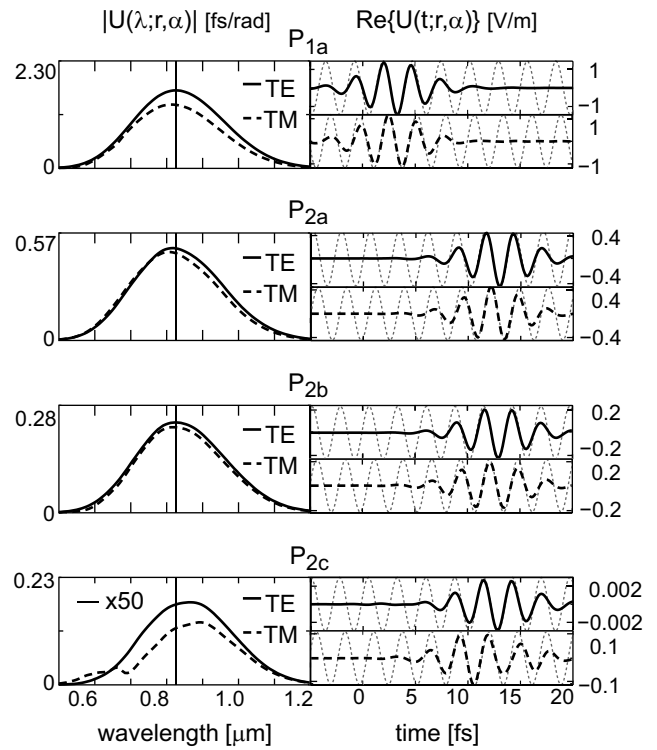 |U(λ;r,α)| [fs/rad] Re{U(t;r,α)} [V/m]
P1a
2.30
0
TE
TM
1
−1
1
−1
P2a
0.57
0
TE
TM
0.4
−0.4
0.4
−0.4
P2b
0.28
0
TE
TM
0.2
−0.2
0.2
−0.2
P2c
0.23
0
x50
TE
TM
0.002
−0.002
0.1
−0.1
0.6 0.8 1.0 1.2 0 5 10 15 20
wavelength [μm] time [fs]